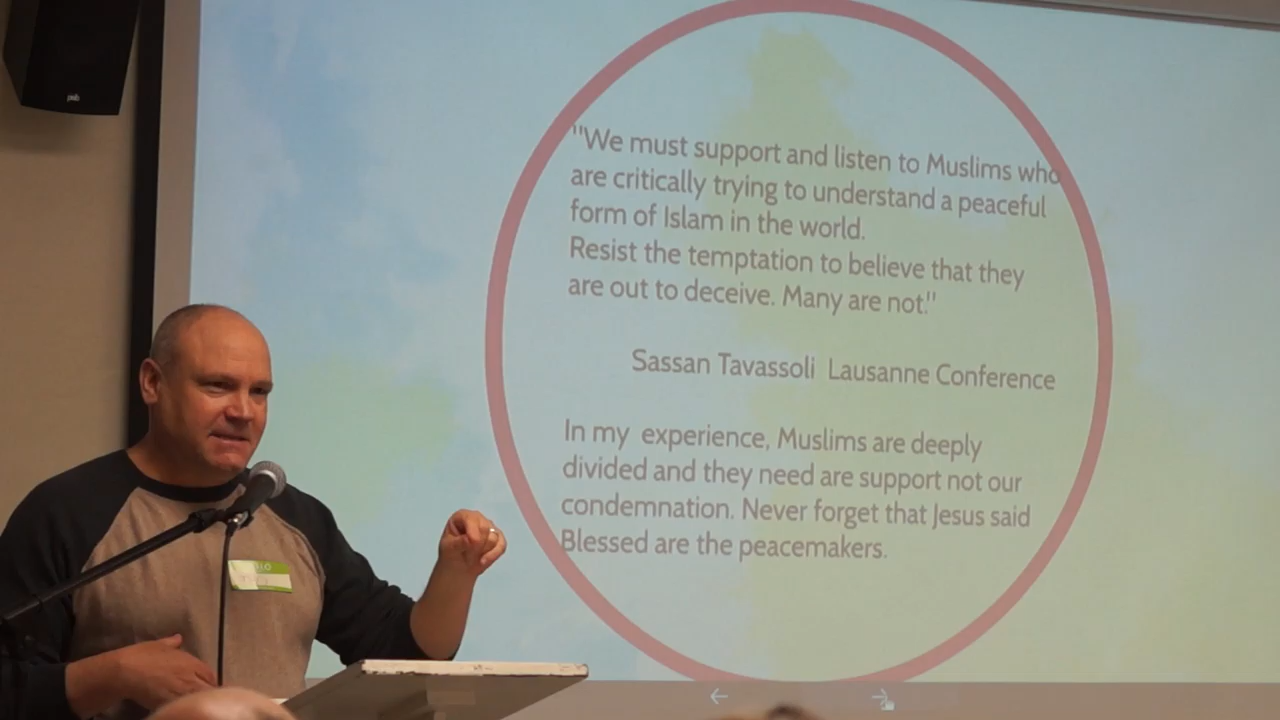 "We must support and listen to Muslims who
are critically trying to understand a peaceful
form of Islam in the world.
Resist the temptation to believe that they
are out to deceive. Many are not."
Sassan Tavassoli Lausanne Conference
In my experience, Muslims are deeply
divided and they need are support not our
condemnation. Never forget that Jesus said
Blessed are the peacemakers.